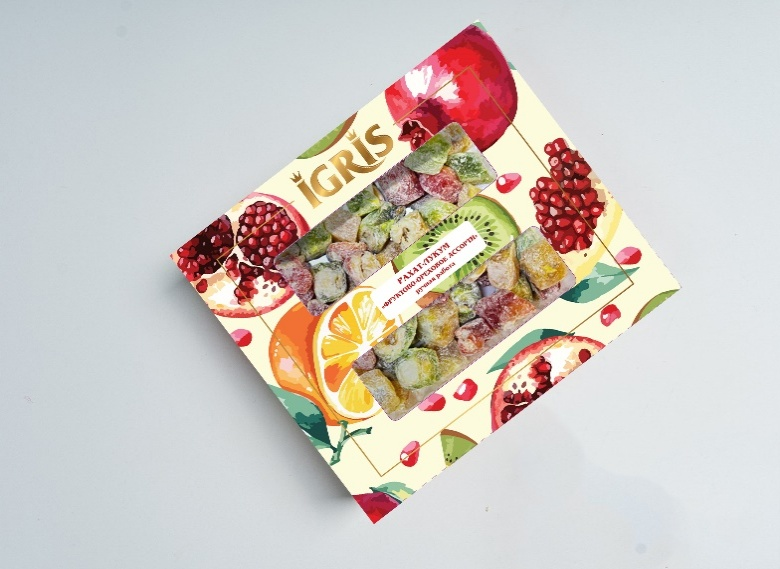 IGRIS
РАХАТ-ЛУКУМ
«ФРУКТОВО-ОРЕХОВОЕ АССОРТИ»
ручная работа